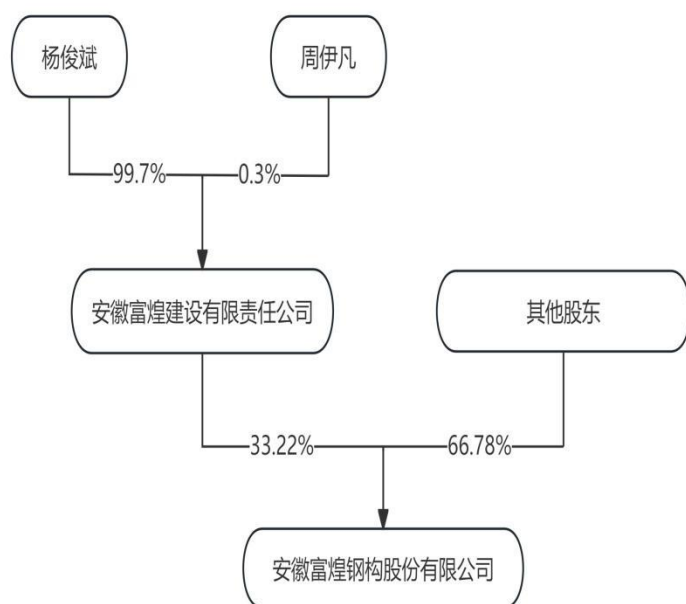 杨俊斌
周伊凡
99.7%
0.3%
安徽富煌建设有限责任公司
其他股东
33.22%
66.78%
安徽富煌钢构股份有限公司